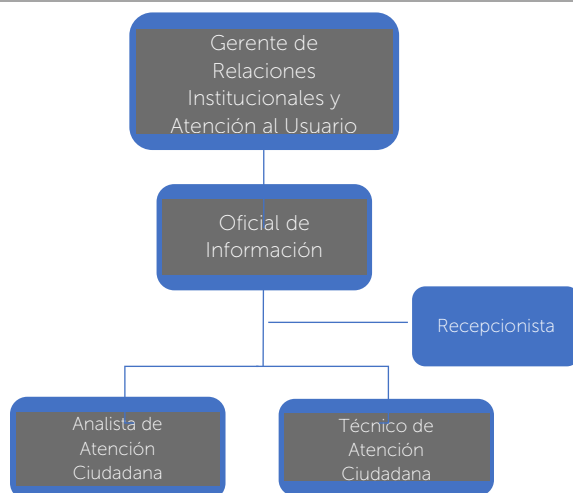 Gerente de
Relaciones
Institucionales y
Atención al Usuario
Oficial de
Información
Recepcionista
Analista de
Atención
Ciudadana
Técnico de
Atención
Ciudadana